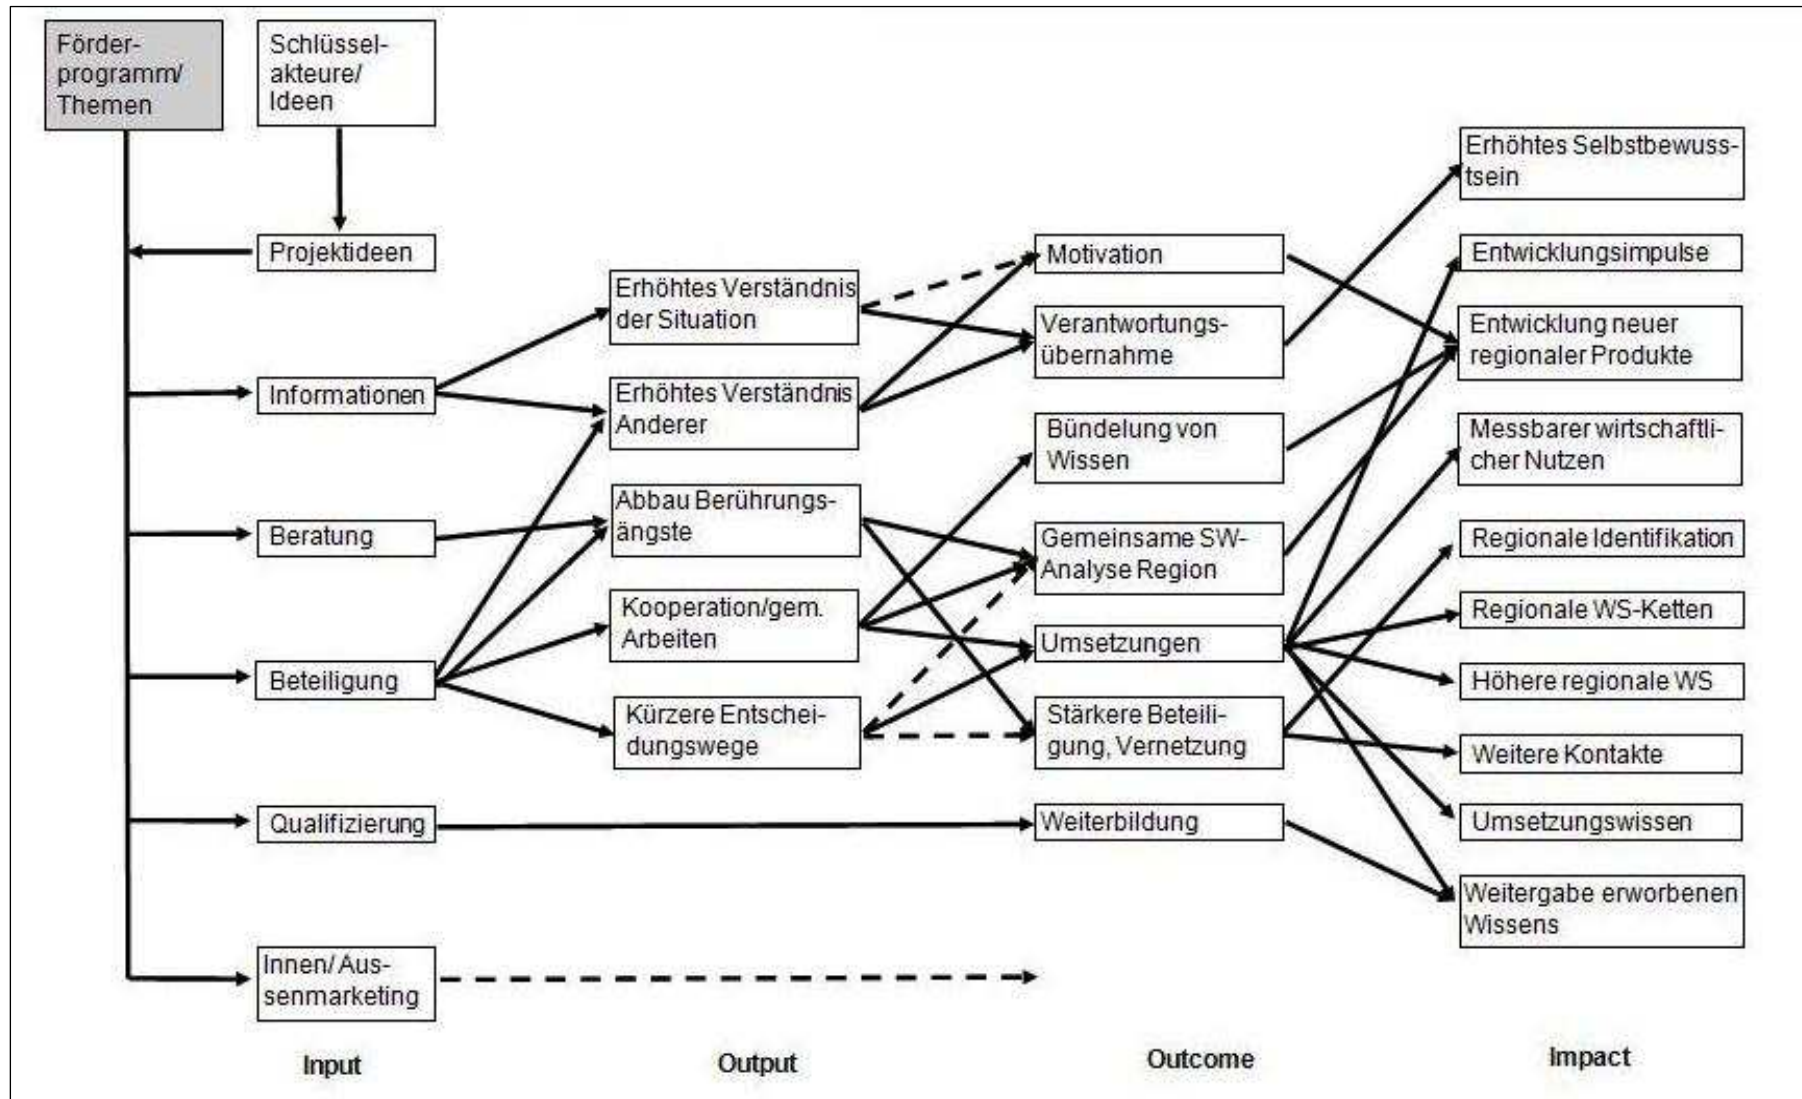 Förder-
programm/
Themen
Schlüssel-
akteure/
Ideen
Projektideen
Informationen
Beratung
Beteiligung
Qualifizierung
Innen/Aus-
senmarketing
Input
Erhöhtes Verständnis
der Situation
Erhöhtes Verständnis
Anderer
Abbau Berührungs-
ängste
Kooperation/gem.
Arbeiten
Kürzere Entschei-
dungswege
Output
Motivation
Verantwortungs-
übernahme
Bündelung von
Wissen
Gemeinsame SW-
Analyse Region
Umsetzungen
Stärkere Beteili-
gung, Vernetzung
Weiterbildung
Outcome
Erhöhtes Selbstbewuss-
tsein
Entwicklungsimpulse
Entwicklung neuer
regionaler Produkte
Messbarer wirtschaftli-
cher Nutzen
Regionale Identifikation
Regionale WS-Ketten
Höhere regionale WS
Weitere Kontakte
Umsetzungswissen
Weitergabe erworbenen
Wissens
Impact